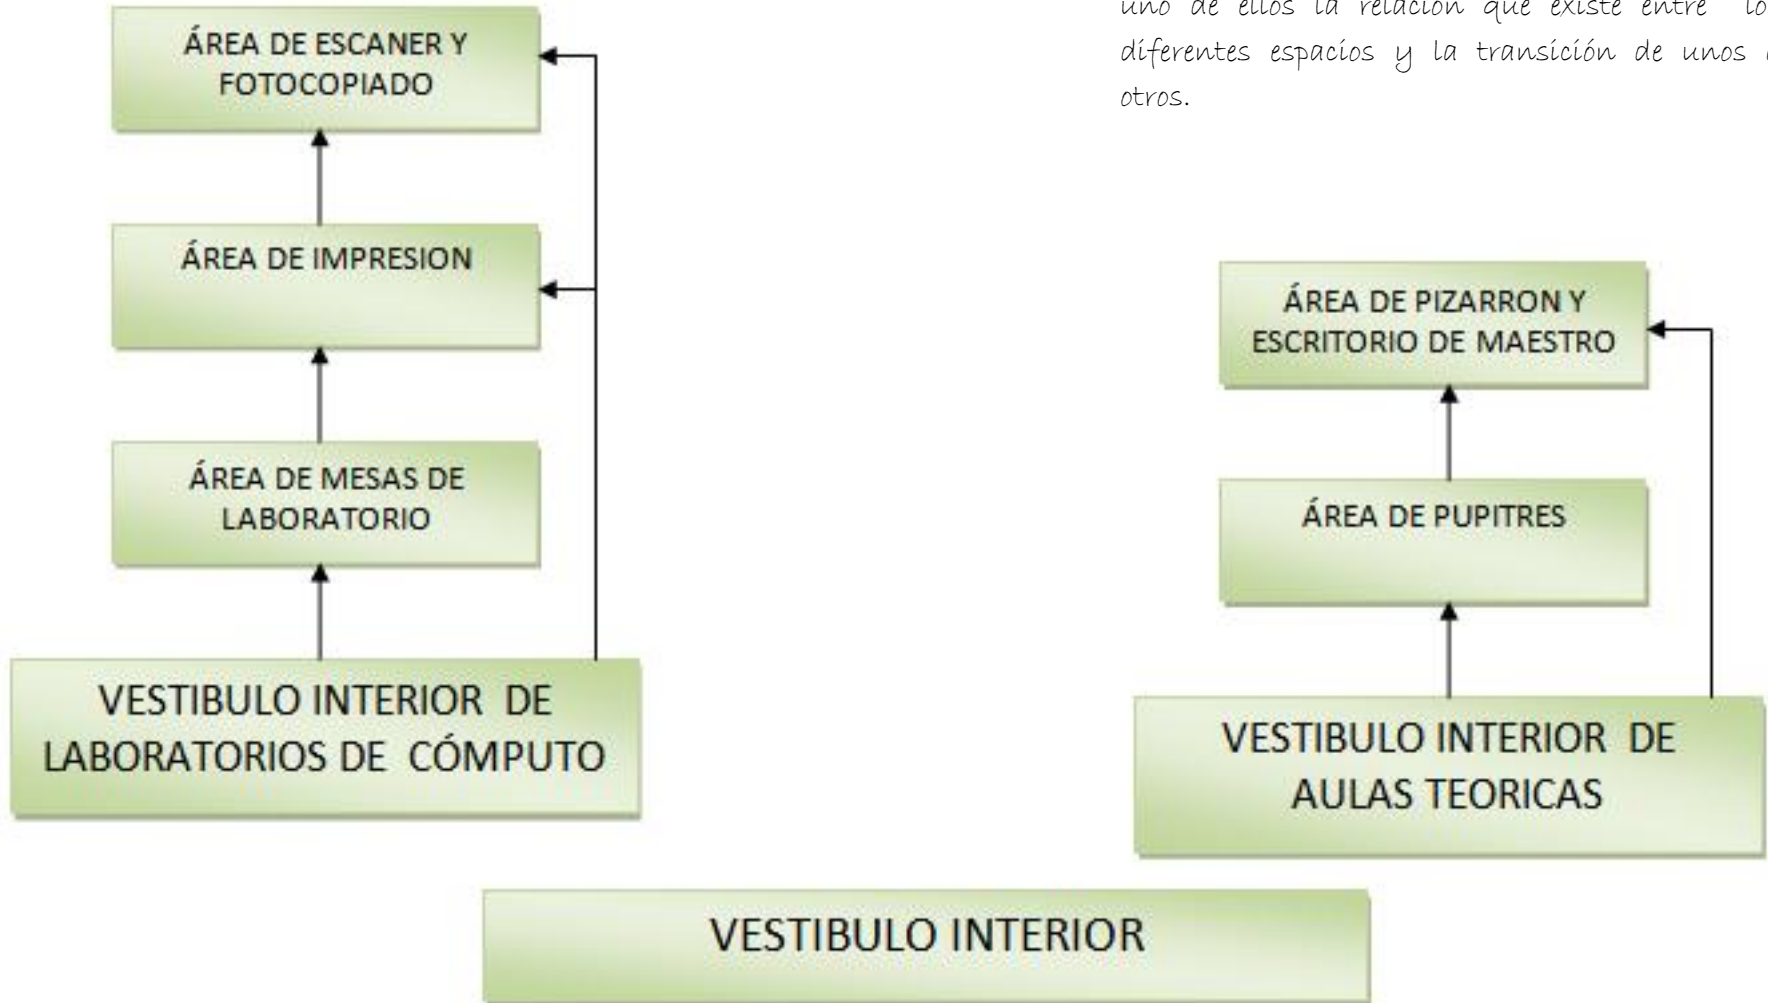 uno de ellos la relación que existe entre lo
diferentes espacios y la transición de unos
otros.
ÁREA DE ESCANER Y
FOTOCOPIADO
ÁREA DE IMPRESION
ÁREA DE MESAS DE
LABORATORIO
VESTIBULO INTERIOR DE
LABORATORIOS DE CÓMPUTO
ÁREA DE PIZARRON Y
ESCRITORIO DE MAESTRO
ÁREA DE PUPITRES
VESTIBULO INTERIOR DE
AULAS TEORICAS
VESTIBULO INTERIOR